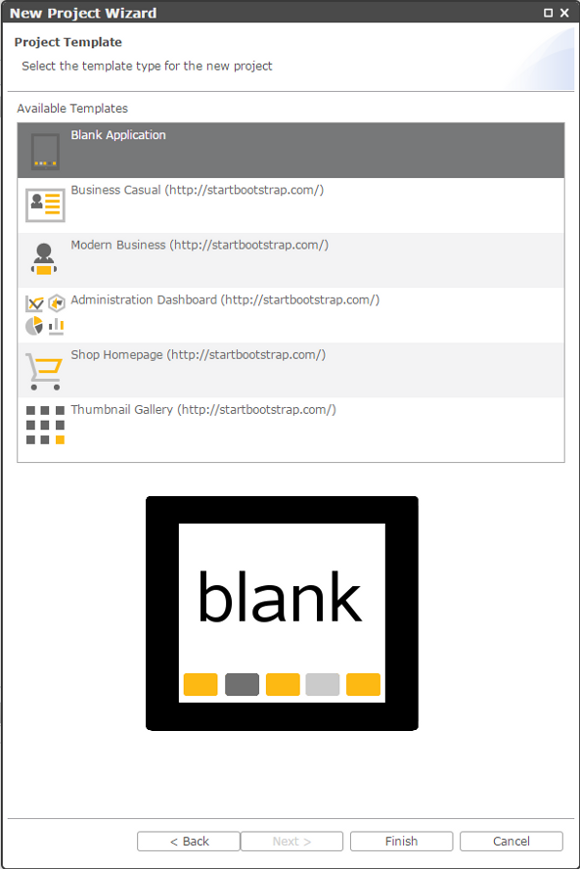 New Project Wizard
Project Template
Select the template type for the new project
Available Templates
Blank Application
Business Casual (http://startbootstrap.com/)
Modern Business (http://startbootstrap.com/)
Administration Dashboard (http://startbootstrap.com/)
Shop Homepage (http://startbootstrap.com/)
Thumbnail Gallery (http://startbootstrap.com/)
blank
< Back Next > Finish Cancel